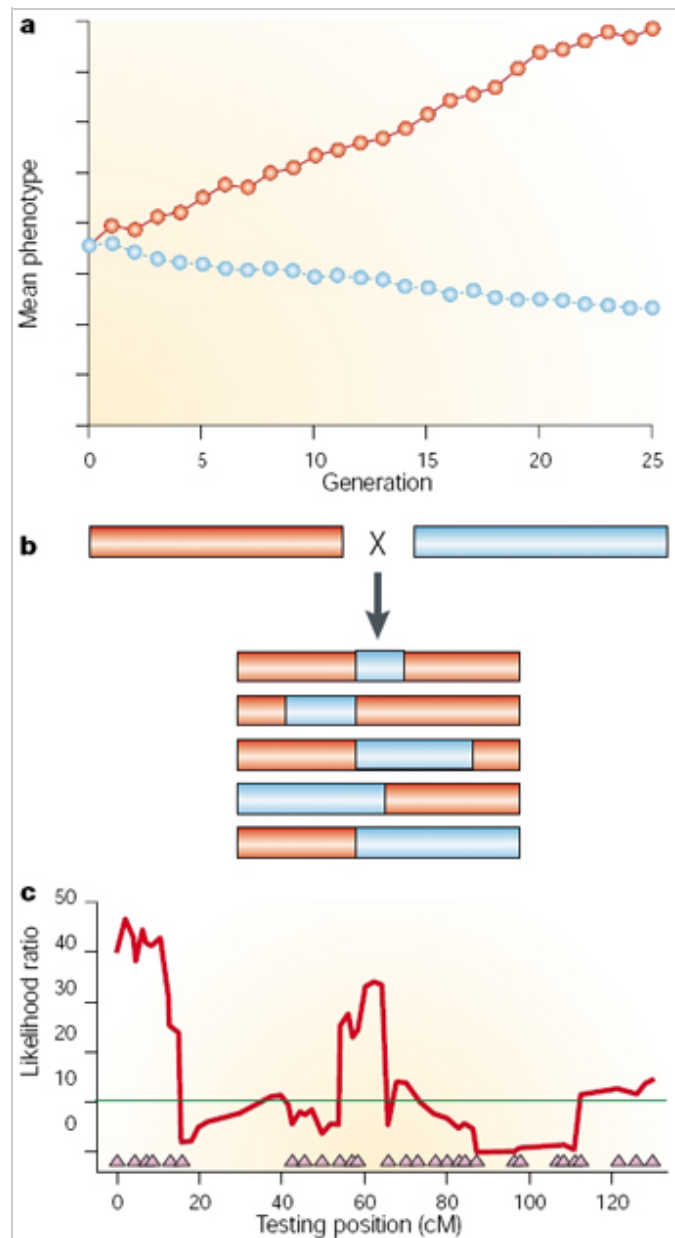 a
Mean phenotype
0 5 10 15 20 25
Generation
b
X
c
Likelihood ratio
50
40
30
20
10
0
0 20 40 60 80 100 120
Testing position (cM)